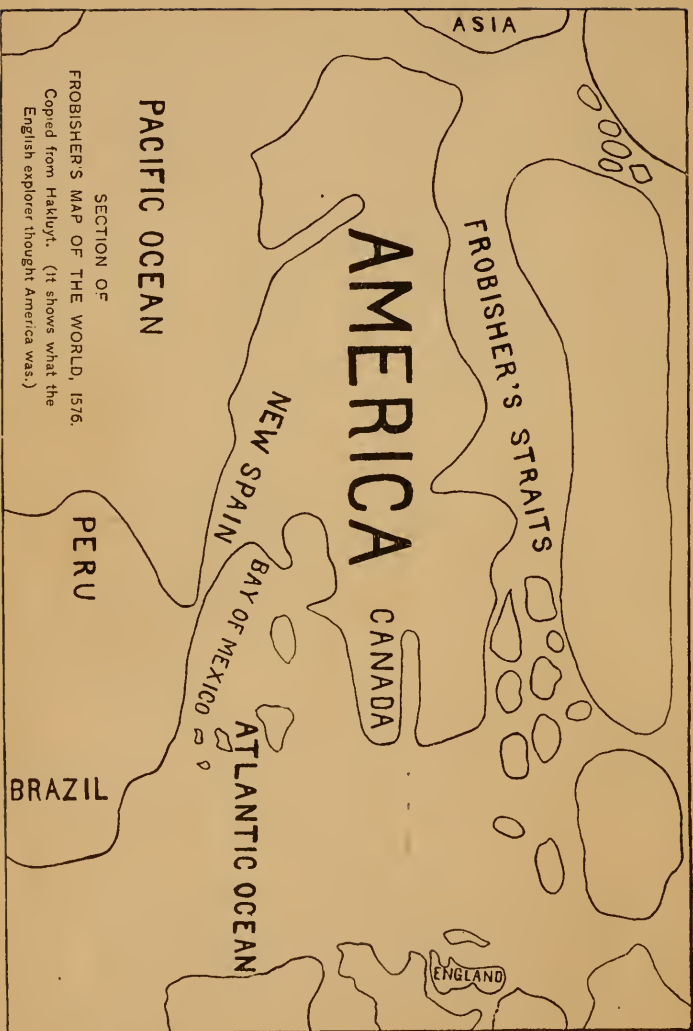 ASIA
FROBISHER'S STRAITS
AMERICA
CANADA
NEW SPAIN
BAY OF MEXICO
PACIFIC OCEAN
ATLANTIC OCEAN
ENGLAND
PERU
BRAZIL
SECTION OF
FROBISHER'S MAP OF THE WORLD, 1576.
Copied from Hakluyt. (It shows what the
English explorer thought America was.)